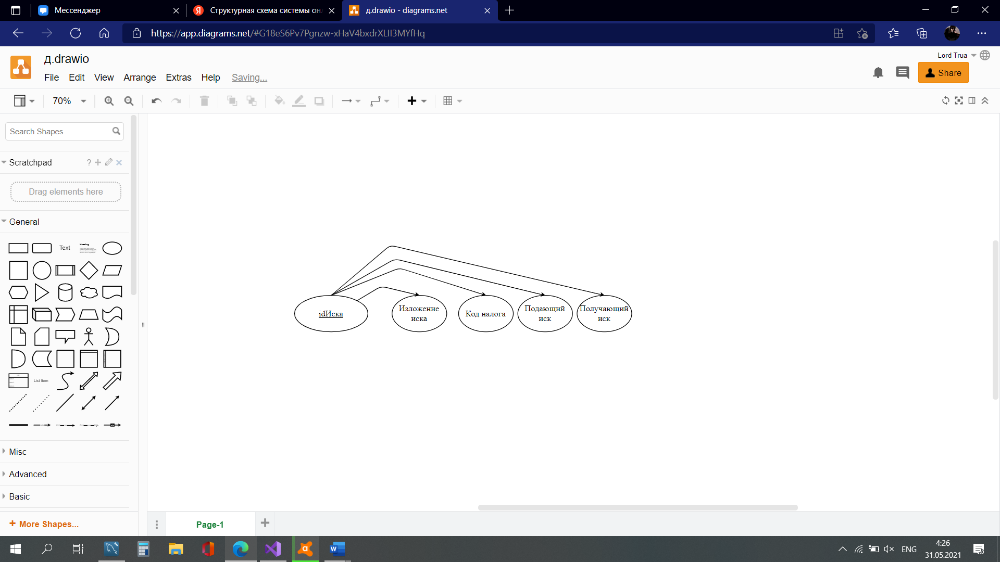 Мессенджер
Структурная схема системы он
д.drawio - diagrams.net
https://app.diagrams.net/#G18eS6Pv7Pgnzw-xHaV4bxdrXLII3MYfHq
д.drawio
Lord Trua
File Edit View Arrange Extras Help Saving...
Share
70%
Search Shapes
Scratchpad
?
Drag elements here
General
Text
Heading
List Item
Misc
Advanced
Basic
+ More Shapes...
idИска
Изложение
иска
Код налога
Подающий
иск
Получающий
иск
Page-1
ENG
4:26
31.05.2021